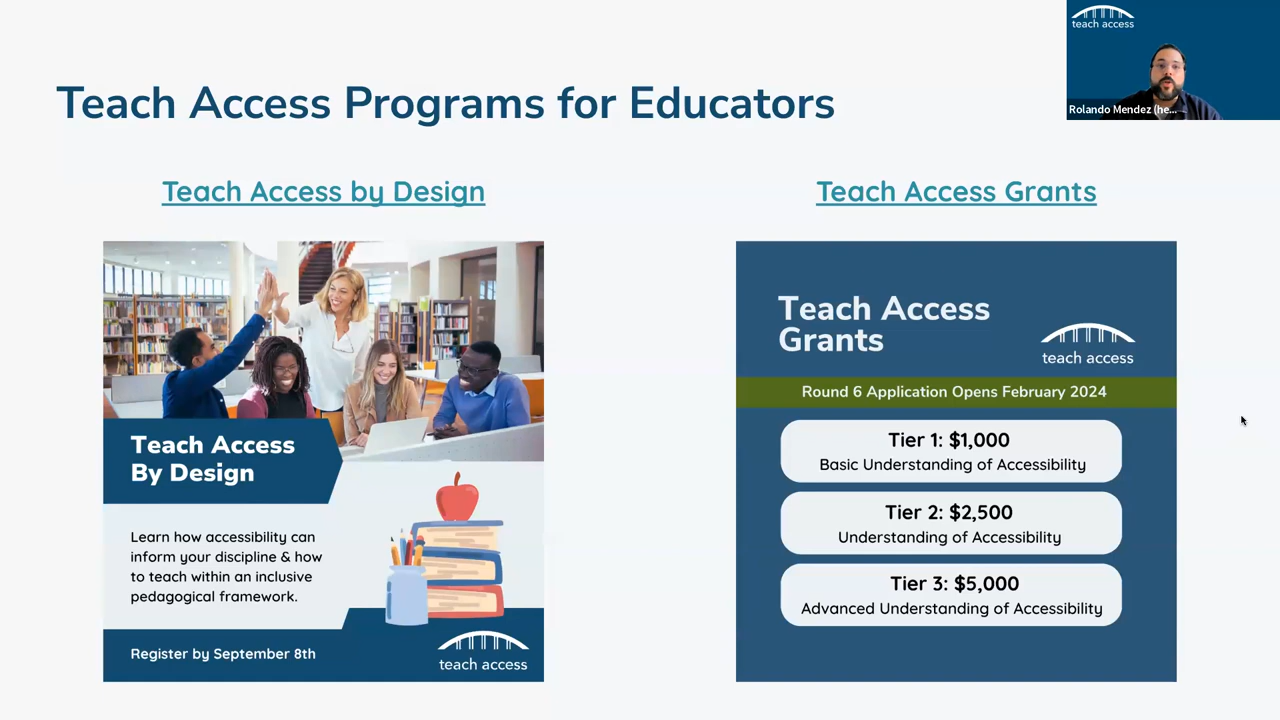 teach access
Rolando Mendez (he...
Teach Access Programs for Educators
Teach Access by Design
Teach Access
By Design
Learn how accessibility can
inform your discipline & how
to teach within an inclusive
pedagogical framework.
Register by September 8th
teach access
Teach Access Grants
Teach Access
Grants
teach access
Round 6 Application Opens February 2024
Tier 1: $1,000
Basic Understanding of Accessibility
Tier 2: $2,500
Understanding of Accessibility
Tier 3: $5,000
Advanced Understanding of Accessibility